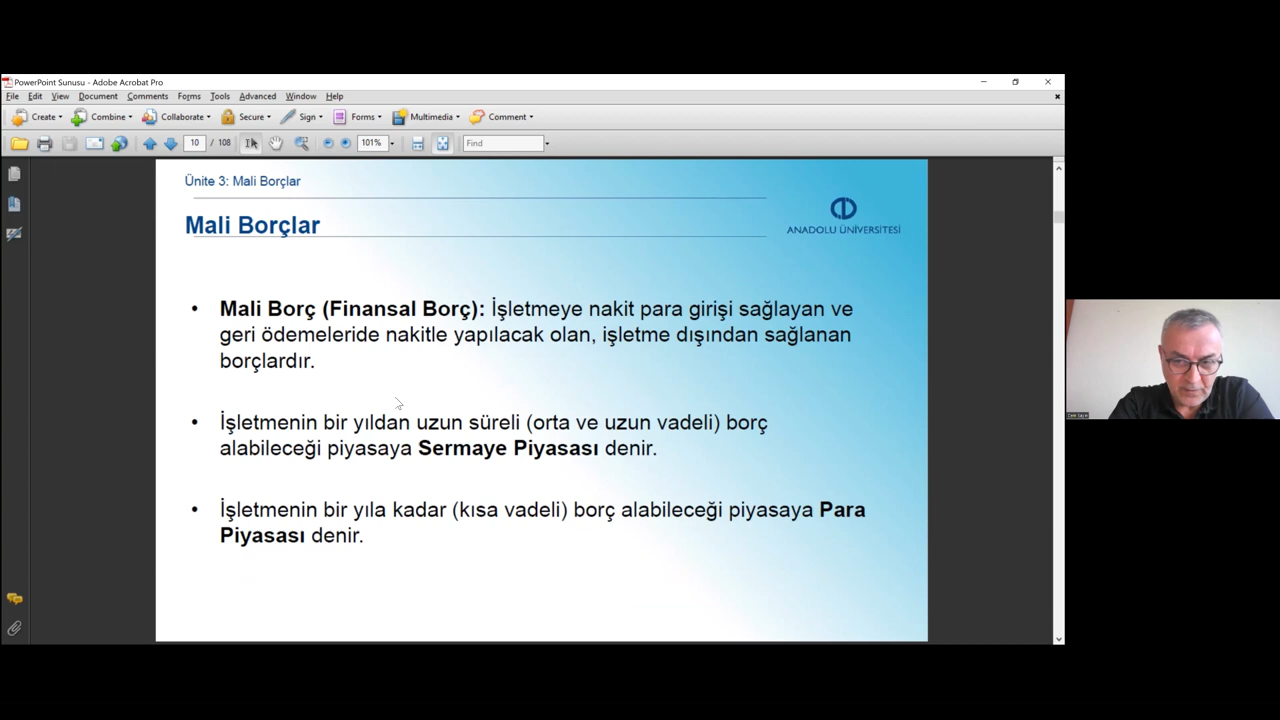 PowerPoint Sunusu - Adobe Acrobat Pro
File Edit View Document Comments Forms Tools Advanced Window Help
Create Combine Collaborate Secure Sign Forms Multimedia Comment
10 / 108 101% Find
Ünite 3: Mali Borçlar
Mali Borçlar
ANADOLU ÜNİVERSİTESİ
• Mali Borç (Finansal Borç): İşletmeye nakit para girişi sağlayan ve
geri ödemeleride nakitle yapılacak olan, işletme dışından sağlanan
borçlardır.
• İşletmenin bir yıldan uzun süreli (orta ve uzun vadeli) borç
alabileceği piyasaya Sermaye Piyasası denir.
• İşletmenin bir yıla kadar (kısa vadeli) borç alabileceği piyasaya Para
Piyasası denir.